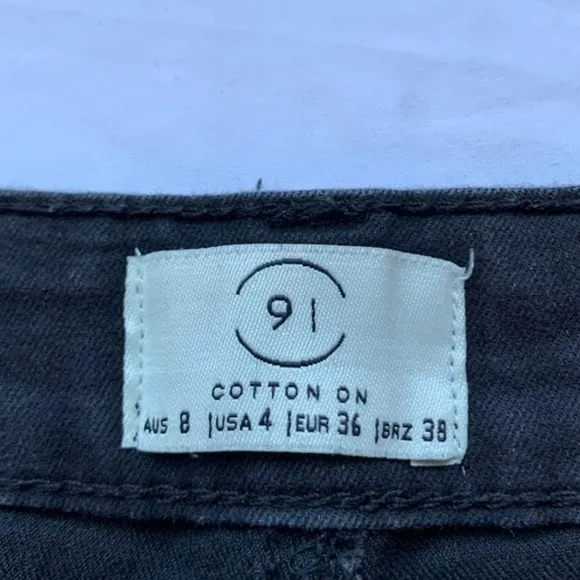 91
COTTON ON
AUS 8 | USA 4 | EUR 36 | BRZ 38